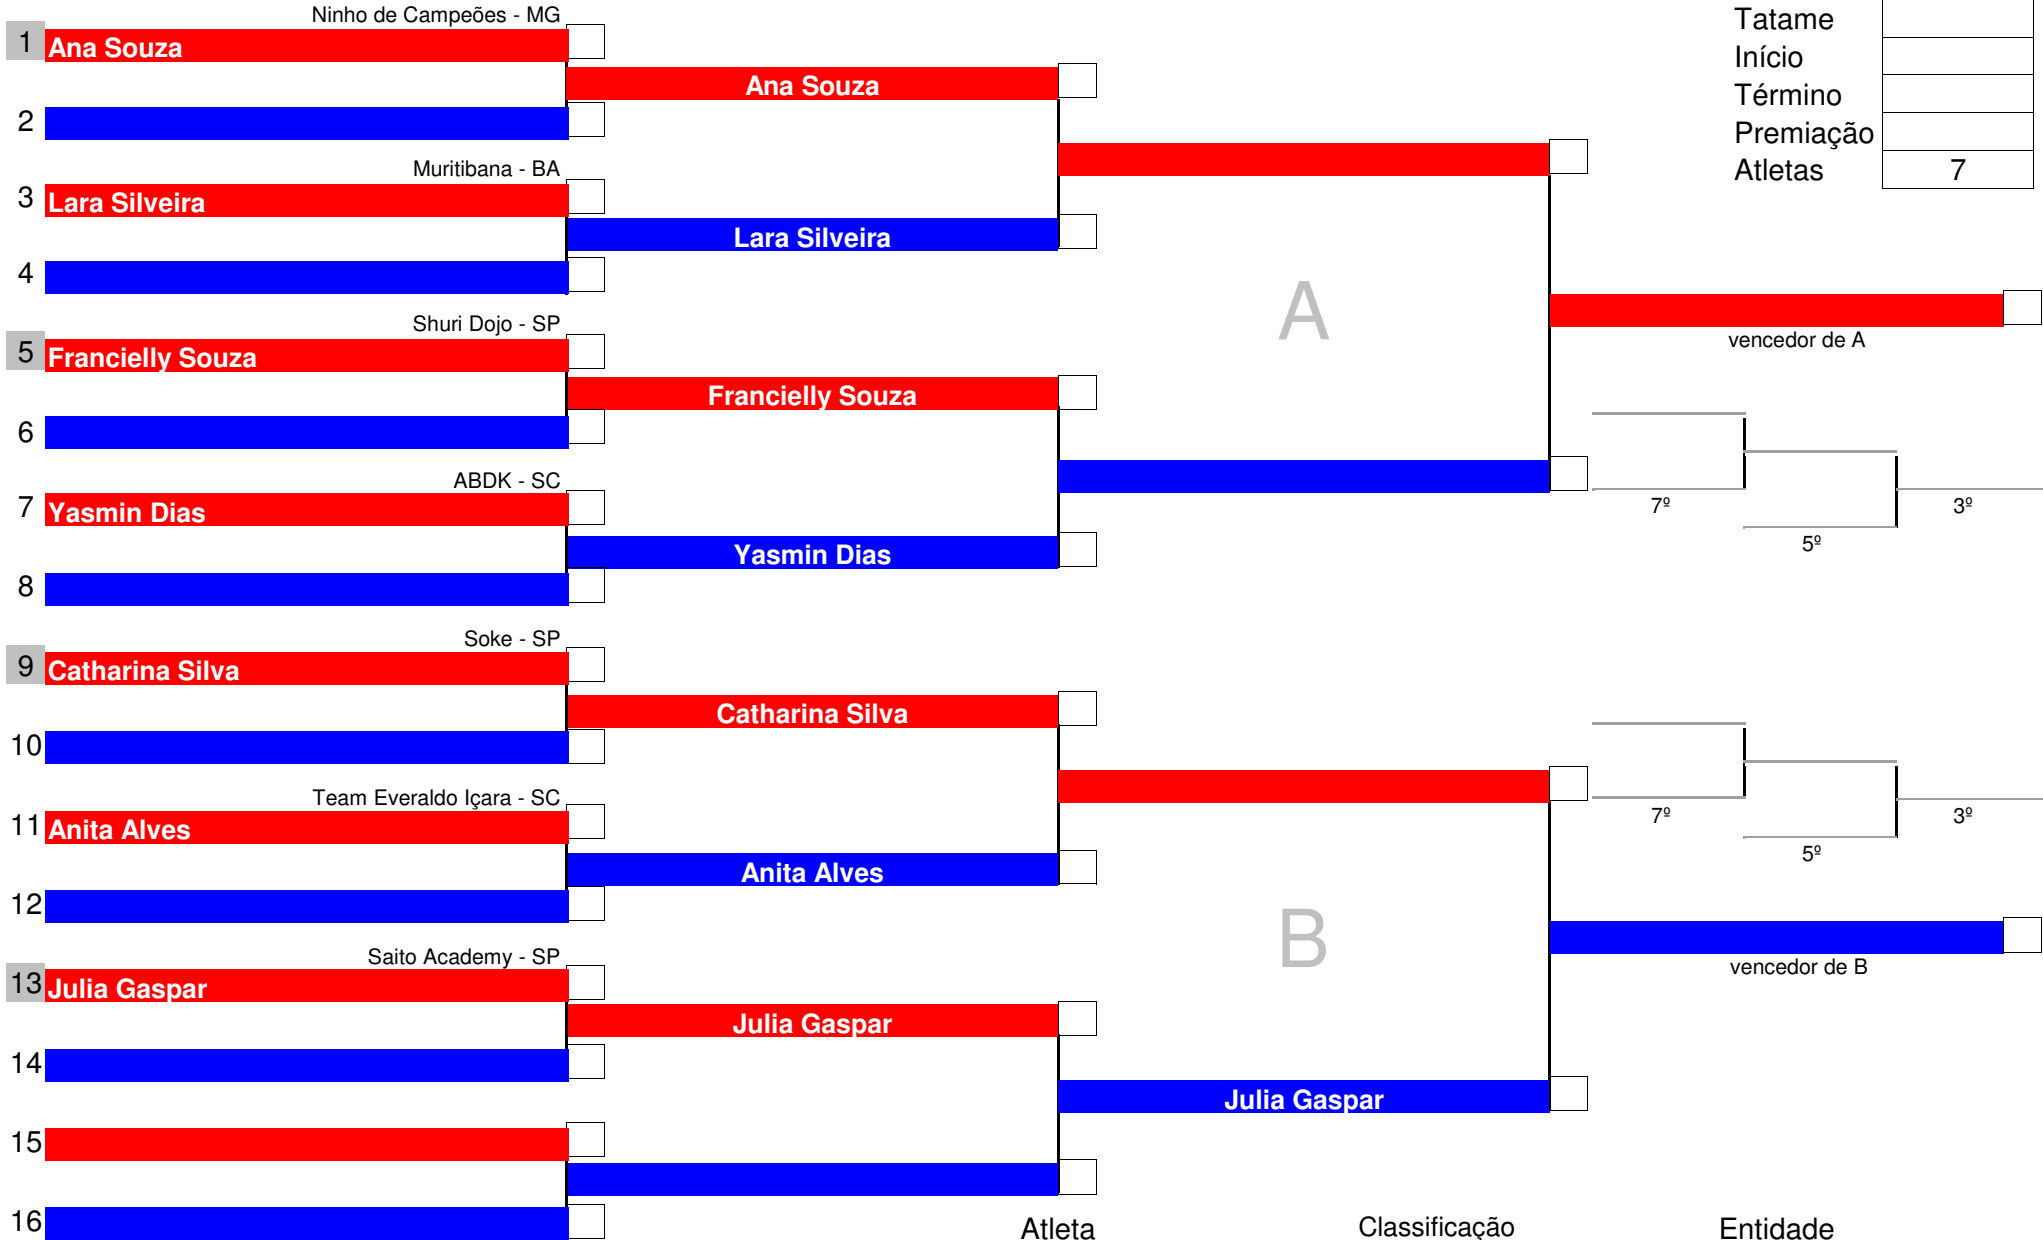 Ninho de Campeões - MG
Tatame
1 Ana Souza
Início
Ana Souza
Término
2
Premiação
Muritibana - BA
Atletas 7
3 Lara Silveira
Lara Silveira
4
A
Shuri Dojo - SP
vencedor de A
5 Francielly Souza
Francielly Souza
6
ABDK - SC
7º 3º
7 Yasmin Dias
5º
Yasmin Dias
8
Soke - SP
9 Catharina Silva
Catharina Silva
10
Team Everaldo Içara - SC
7º 3º
11 Anita Alves
5º
Anita Alves
12
B
Saito Academy - SP
vencedor de B
13 Julia Gaspar
Julia Gaspar
14
Julia Gaspar
15
16
Atleta Classificação Entidade